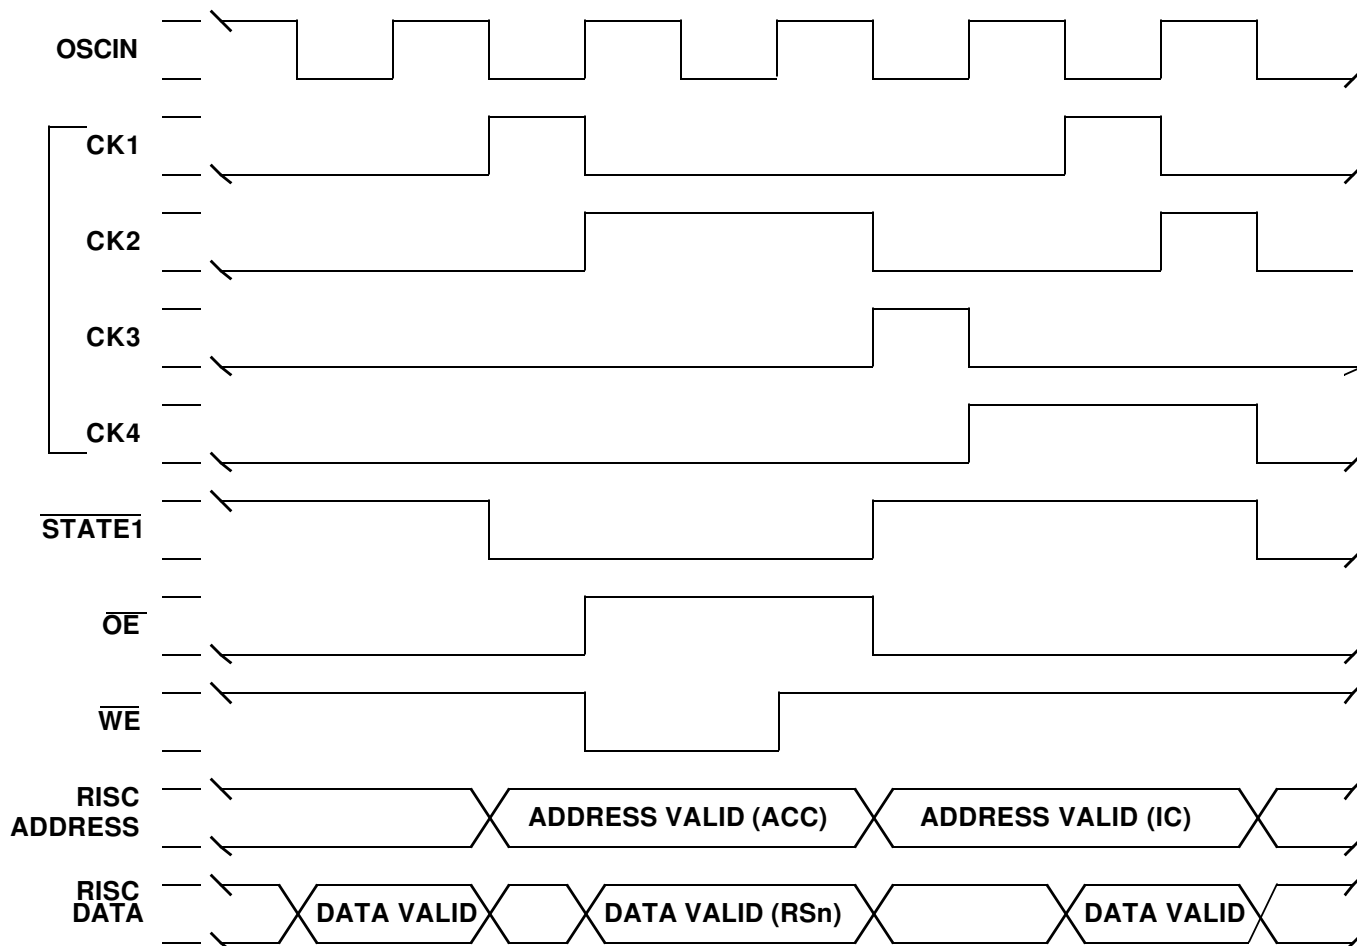 OSCIN
CK1
CK2
CK3
CK4
STATE1
OE
WE
RISC
ADDRESS
ADDRESS VALID (ACC)
ADDRESS VALID (IC)
RISC
DATA
DATA VALID
DATA VALID (RSn)
DATA VALID